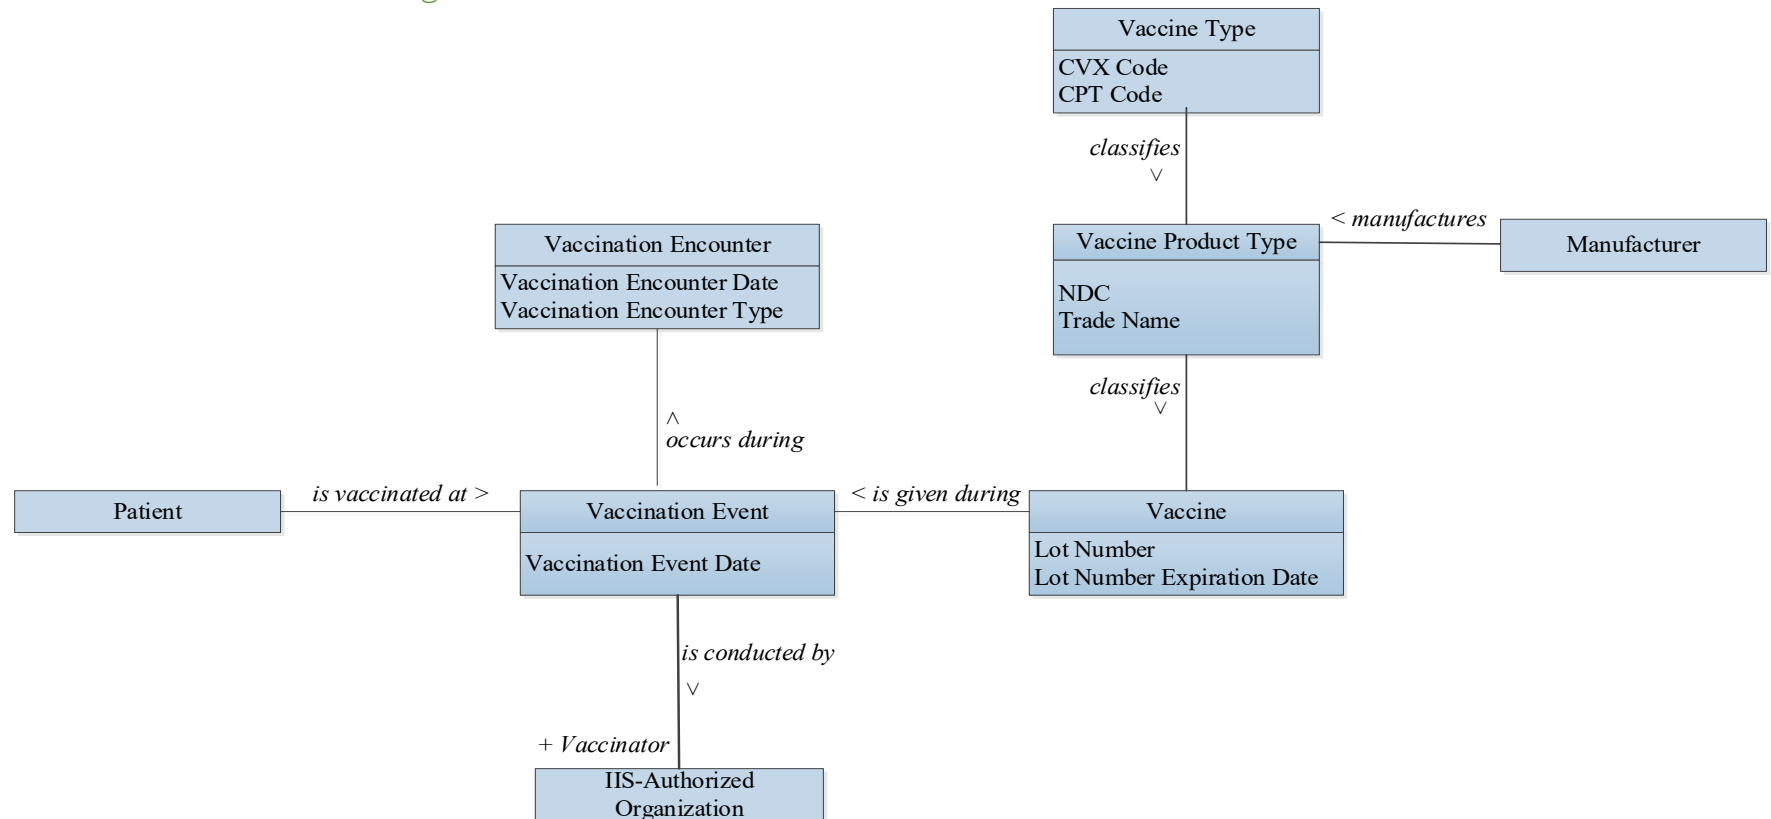 Vaccine Type
CVX Code
CPT Code
classifies
Vaccination Encounter
Vaccination Encounter Date
Vaccination Encounter Type
Vaccine Product Type
NDC
Trade Name
< manufactures
Manufacturer
classifies
occurs during
Patient
is vaccinated at >
Vaccination Event
Vaccination Event Date
< is given during
Vaccine
Lot Number
Lot Number Expiration Date
is conducted by
+ Vaccinator
IIS-Authorized
Organization